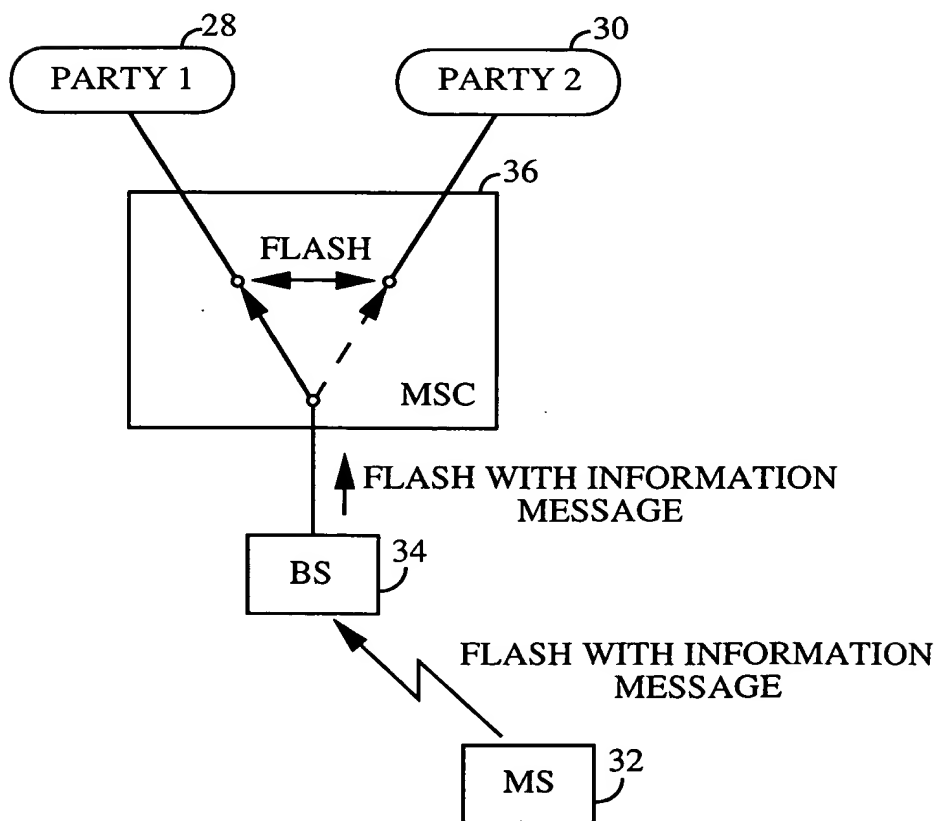 28
30
PARTY 1
PARTY 2
36
FLASH
MSC
FLASH WITH INFORMATION
MESSAGE
BS
34
FLASH WITH INFORMATION
MESSAGE
32
MS